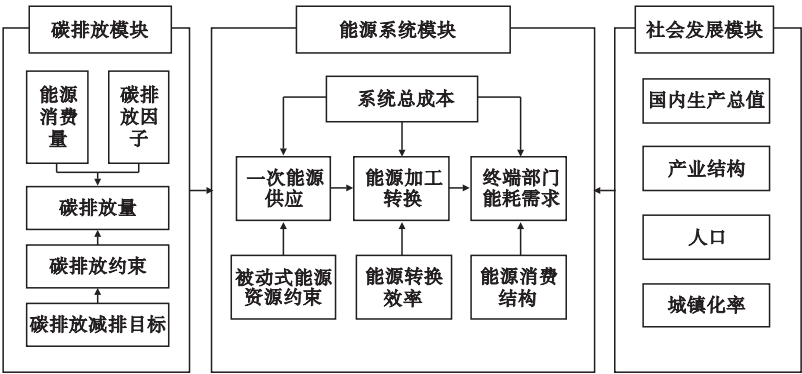 碳排放模块
能源消费量
能源
消费
量
碳排
放因
子
碳排放量
碳排放约束
碳排放减排目标
能源系统模块
系统总成本
一次能源
供应
能源加工
转换
终端部门
能耗需求
被动式能源
资源约束
能源转换
效率
能源消费
结构
社会发展模块
国内生产总值
产业结构
人口
城镇化率